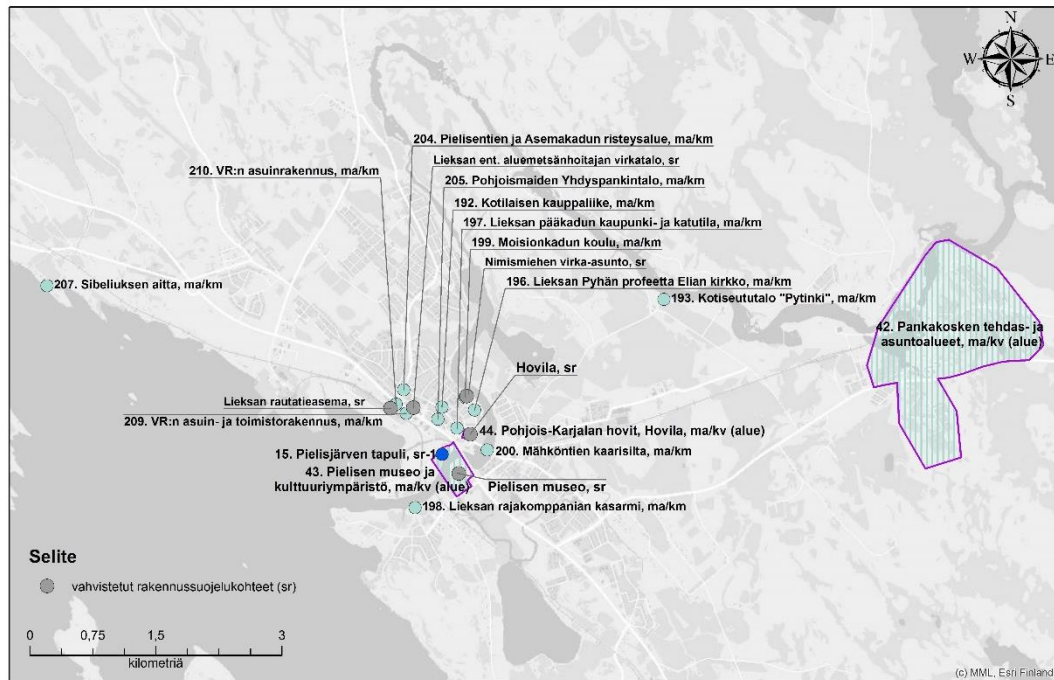 N
W
E
S
204. Pielisentien ja Asemakadun risteysalue, ma/km
Lieksan ent. aluemetsänhoitajan virkatalo, sr
210. VR:n asuinrakennus, ma/km
205. Pohjoismaiden Yhdyspankintalo, ma/km
192. Kotilaisen kauppaliike, ma/km
197. Lieksan pääkadun kaupunki- ja katutila, ma/km
199. Moisionkadun koulu, ma/km
Nimismiehen virka-asunto, sr
196. Lieksan Pyhän profeetta Elian kirkko, ma/km
207. Sibeliuksen aitta, ma/km
193. Kotiseututalo "Pytinki", ma/km
42. Pankakosken tehdas- ja
asuntoalueet, ma/kv (alue)
Hovila, sr
Lieksan rautatieasema, sr
209. VR:n asuin- ja toimistorakennus, ma/km
44. Pohjois-Karjalan hovit, Hovila, ma/kv (alue)
15. Pielisjärven tapuli, sr-1
200. Mähköntien kaarisilta, ma/km
43. Pielisen museo ja
kulttuuriympäristö, ma/kv (alue)
Pielisen museo, sr
198. Lieksan rajakomppanian kasarmi, ma/km
Selite
vahvistetut rakennussuojelukohteet (sr)
0 0,75 1,5 3
kilometriä
(c) MML, Esri Finland